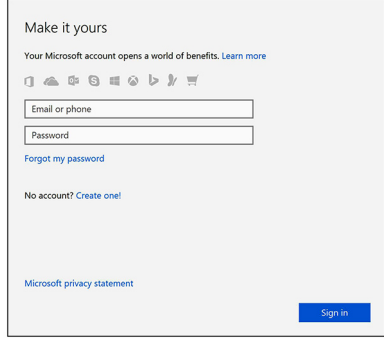 Make it yours
Your Microsoft account opens a world of benefits. Learn more
Email or phone
Password
Forgot my password
No account? Create one!
Microsoft privacy statement
Sign in